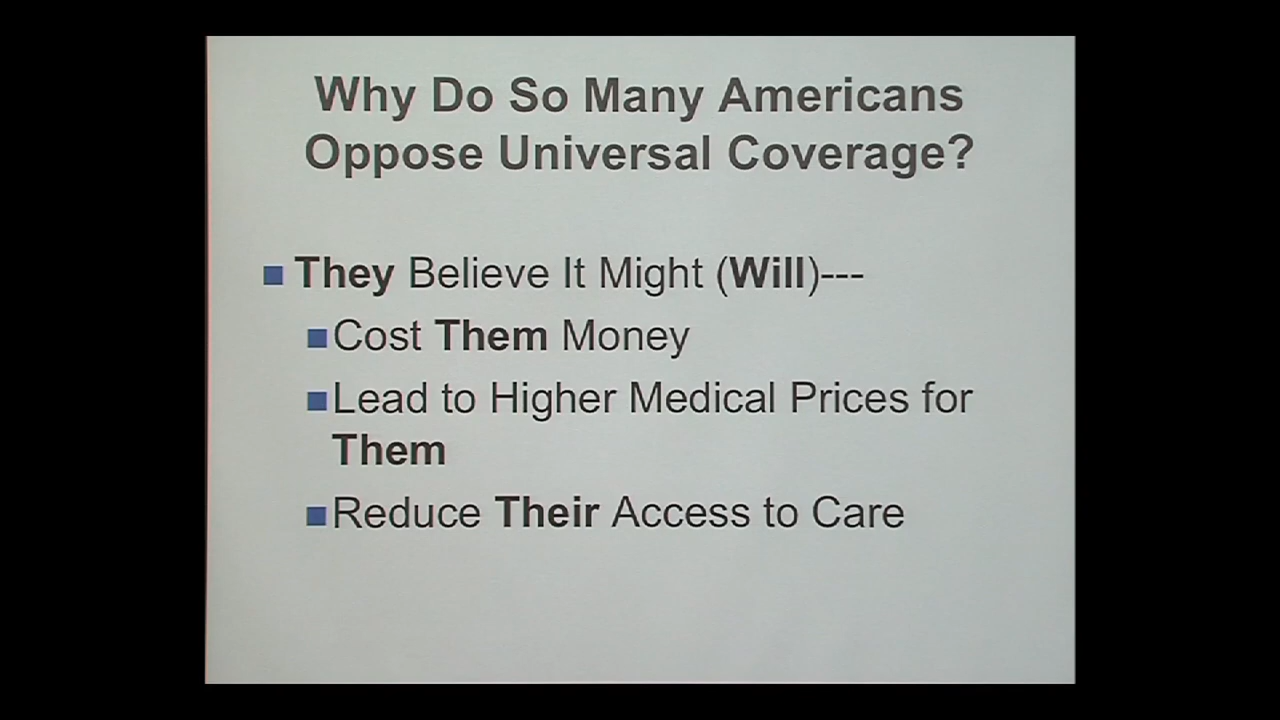 Why Do So Many Americans
Oppose Universal Coverage?
They Believe It Might (Will)---
Cost Them Money
Lead to Higher Medical Prices for
Them
Reduce Their Access to Care